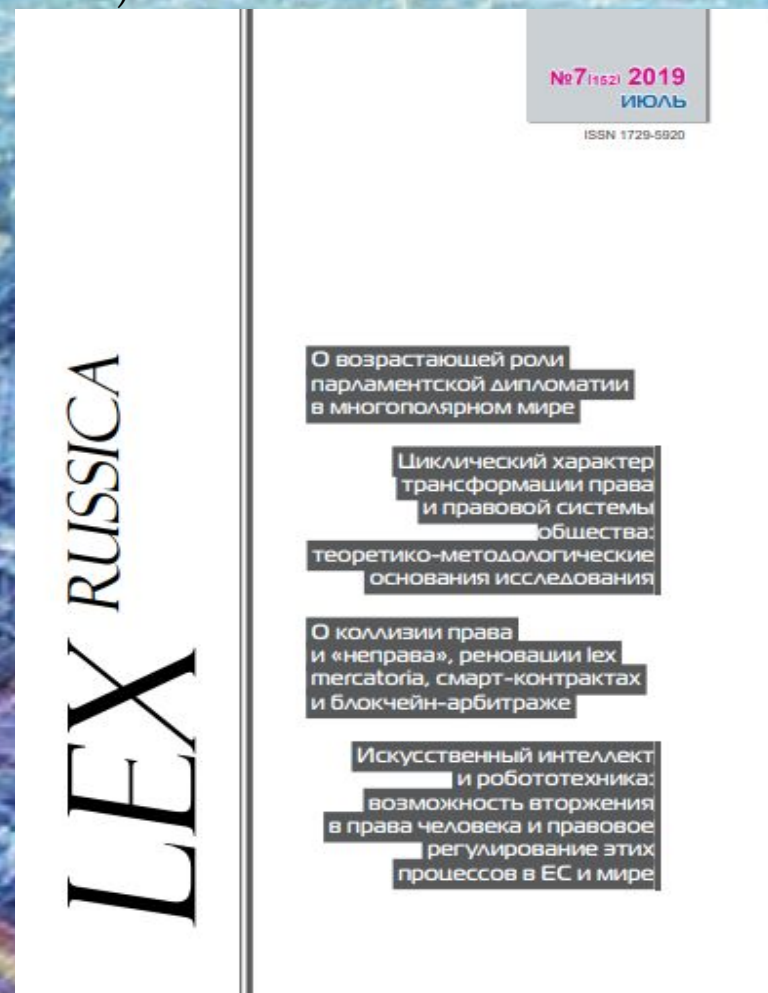 №7(152) 2019
ИЮЛЬ
ISSN 1729-5920
LEX RUSSICA
О возрастающей роли
парламентской дипломатии
в многополярном мире
Циклический характер
трансформации права
и правовой системы
общества:
теоретико-методологические
основания исследования
О коллизии права
и «неправа», реновации lex
mercatoria, смарт-контрактах
и блокчейн-арбитраже
Искусственный интеллект
и робототехника:
возможность вторжения
в права человека и правовое
регулирование этих
процессов в ЕС и мире